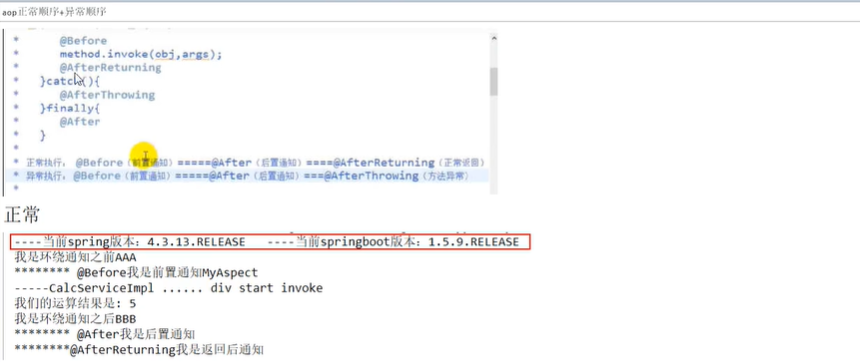 aop正常顺序+异常顺序
* @Before
* method.invoke(obj,args);
* @AfterReturning
* }catch(){
* @AfterThrowing
* }finally{
* @After
* }
*
* 正常执行, @Before（前置通知）=====@After（后置通知）====@AfterReturning（正常返回）
* 异常执行, @Before（前置通知）=====@After（后置通知）===@AfterThrowing（方法异常）
*
正常
----当前spring版本: 4.3.13.RELEASE ----当前springboot版本: 1.5.9.RELEASE
我是环绕通知之前AAA
******** @Before我是前置通知MyAspect
-----CalcServiceImpl ...... div start invoke
我们的运算结果是: 5
我是环绕通知之后BBB
******** @After我是后置通知
********@AfterReturning我是返回后通知